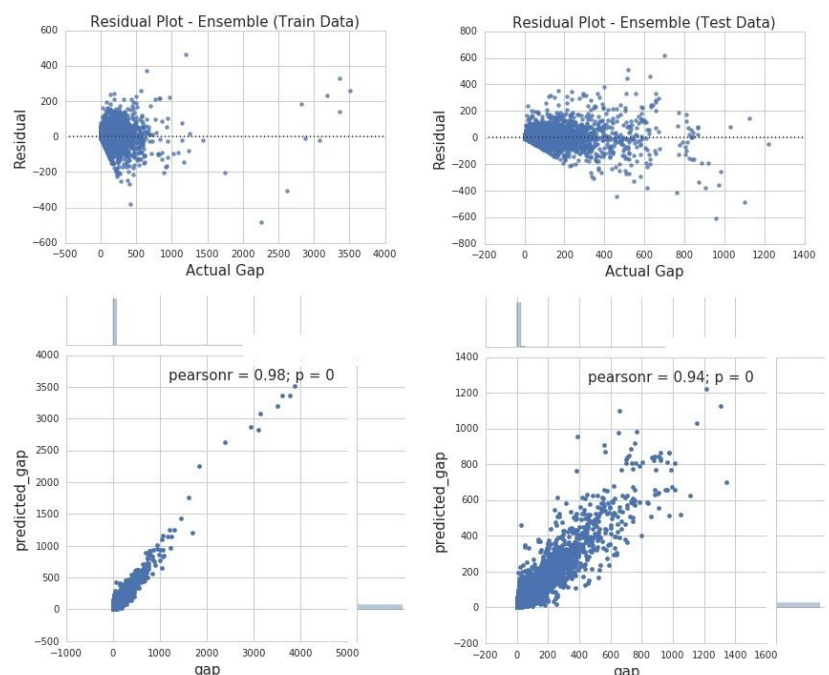 Residual Plot - Ensemble (Train Data)
600
400
200
0
−200
−400
−600
Residual
−500 0 500 1000 1500 2000 2500 3000 3500 4000
Actual Gap
Residual Plot - Ensemble (Test Data)
800
600
400
200
0
−200
−400
−600
−800
Residual
−200 0 200 400 600 800 1000 1200 1400
Actual Gap
4000
3500
3000
2500
2000
1500
1000
500
0
−500
predicted_gap
pearsonr = 0.98; p = 0
−1000 0 1000 2000 3000 4000 5000
gap
1400
1200
1000
800
600
400
200
0
−200
predicted_gap
pearsonr = 0.94; p = 0
−200 0 200 400 600 800 1000 1200 1400 1600
gap